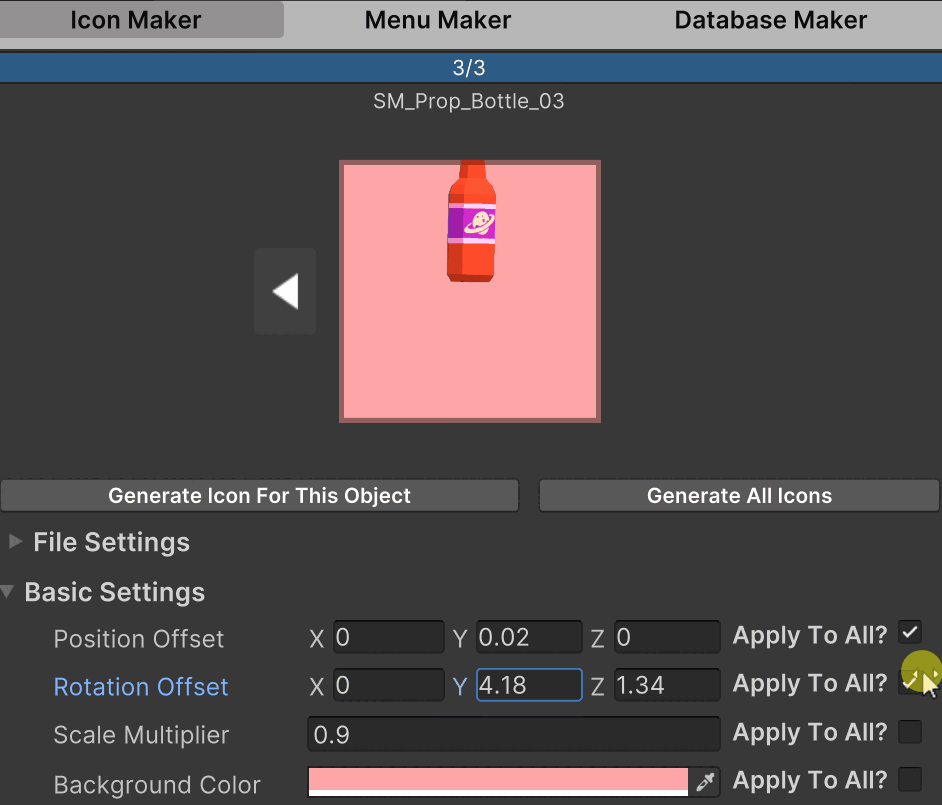 Icon Maker Menu Maker Database Maker
3/3
SM_Prop_Bottle_03
Generate Icon For This Object Generate All Icons
File Settings
Basic Settings
Position Offset X 0 Y 0.02 Z 0 Apply To All?
Rotation Offset X 0 Y 4.18 Z 1.34 Apply To All?
Scale Multiplier 0.9 Apply To All?
Background Color Apply To All?